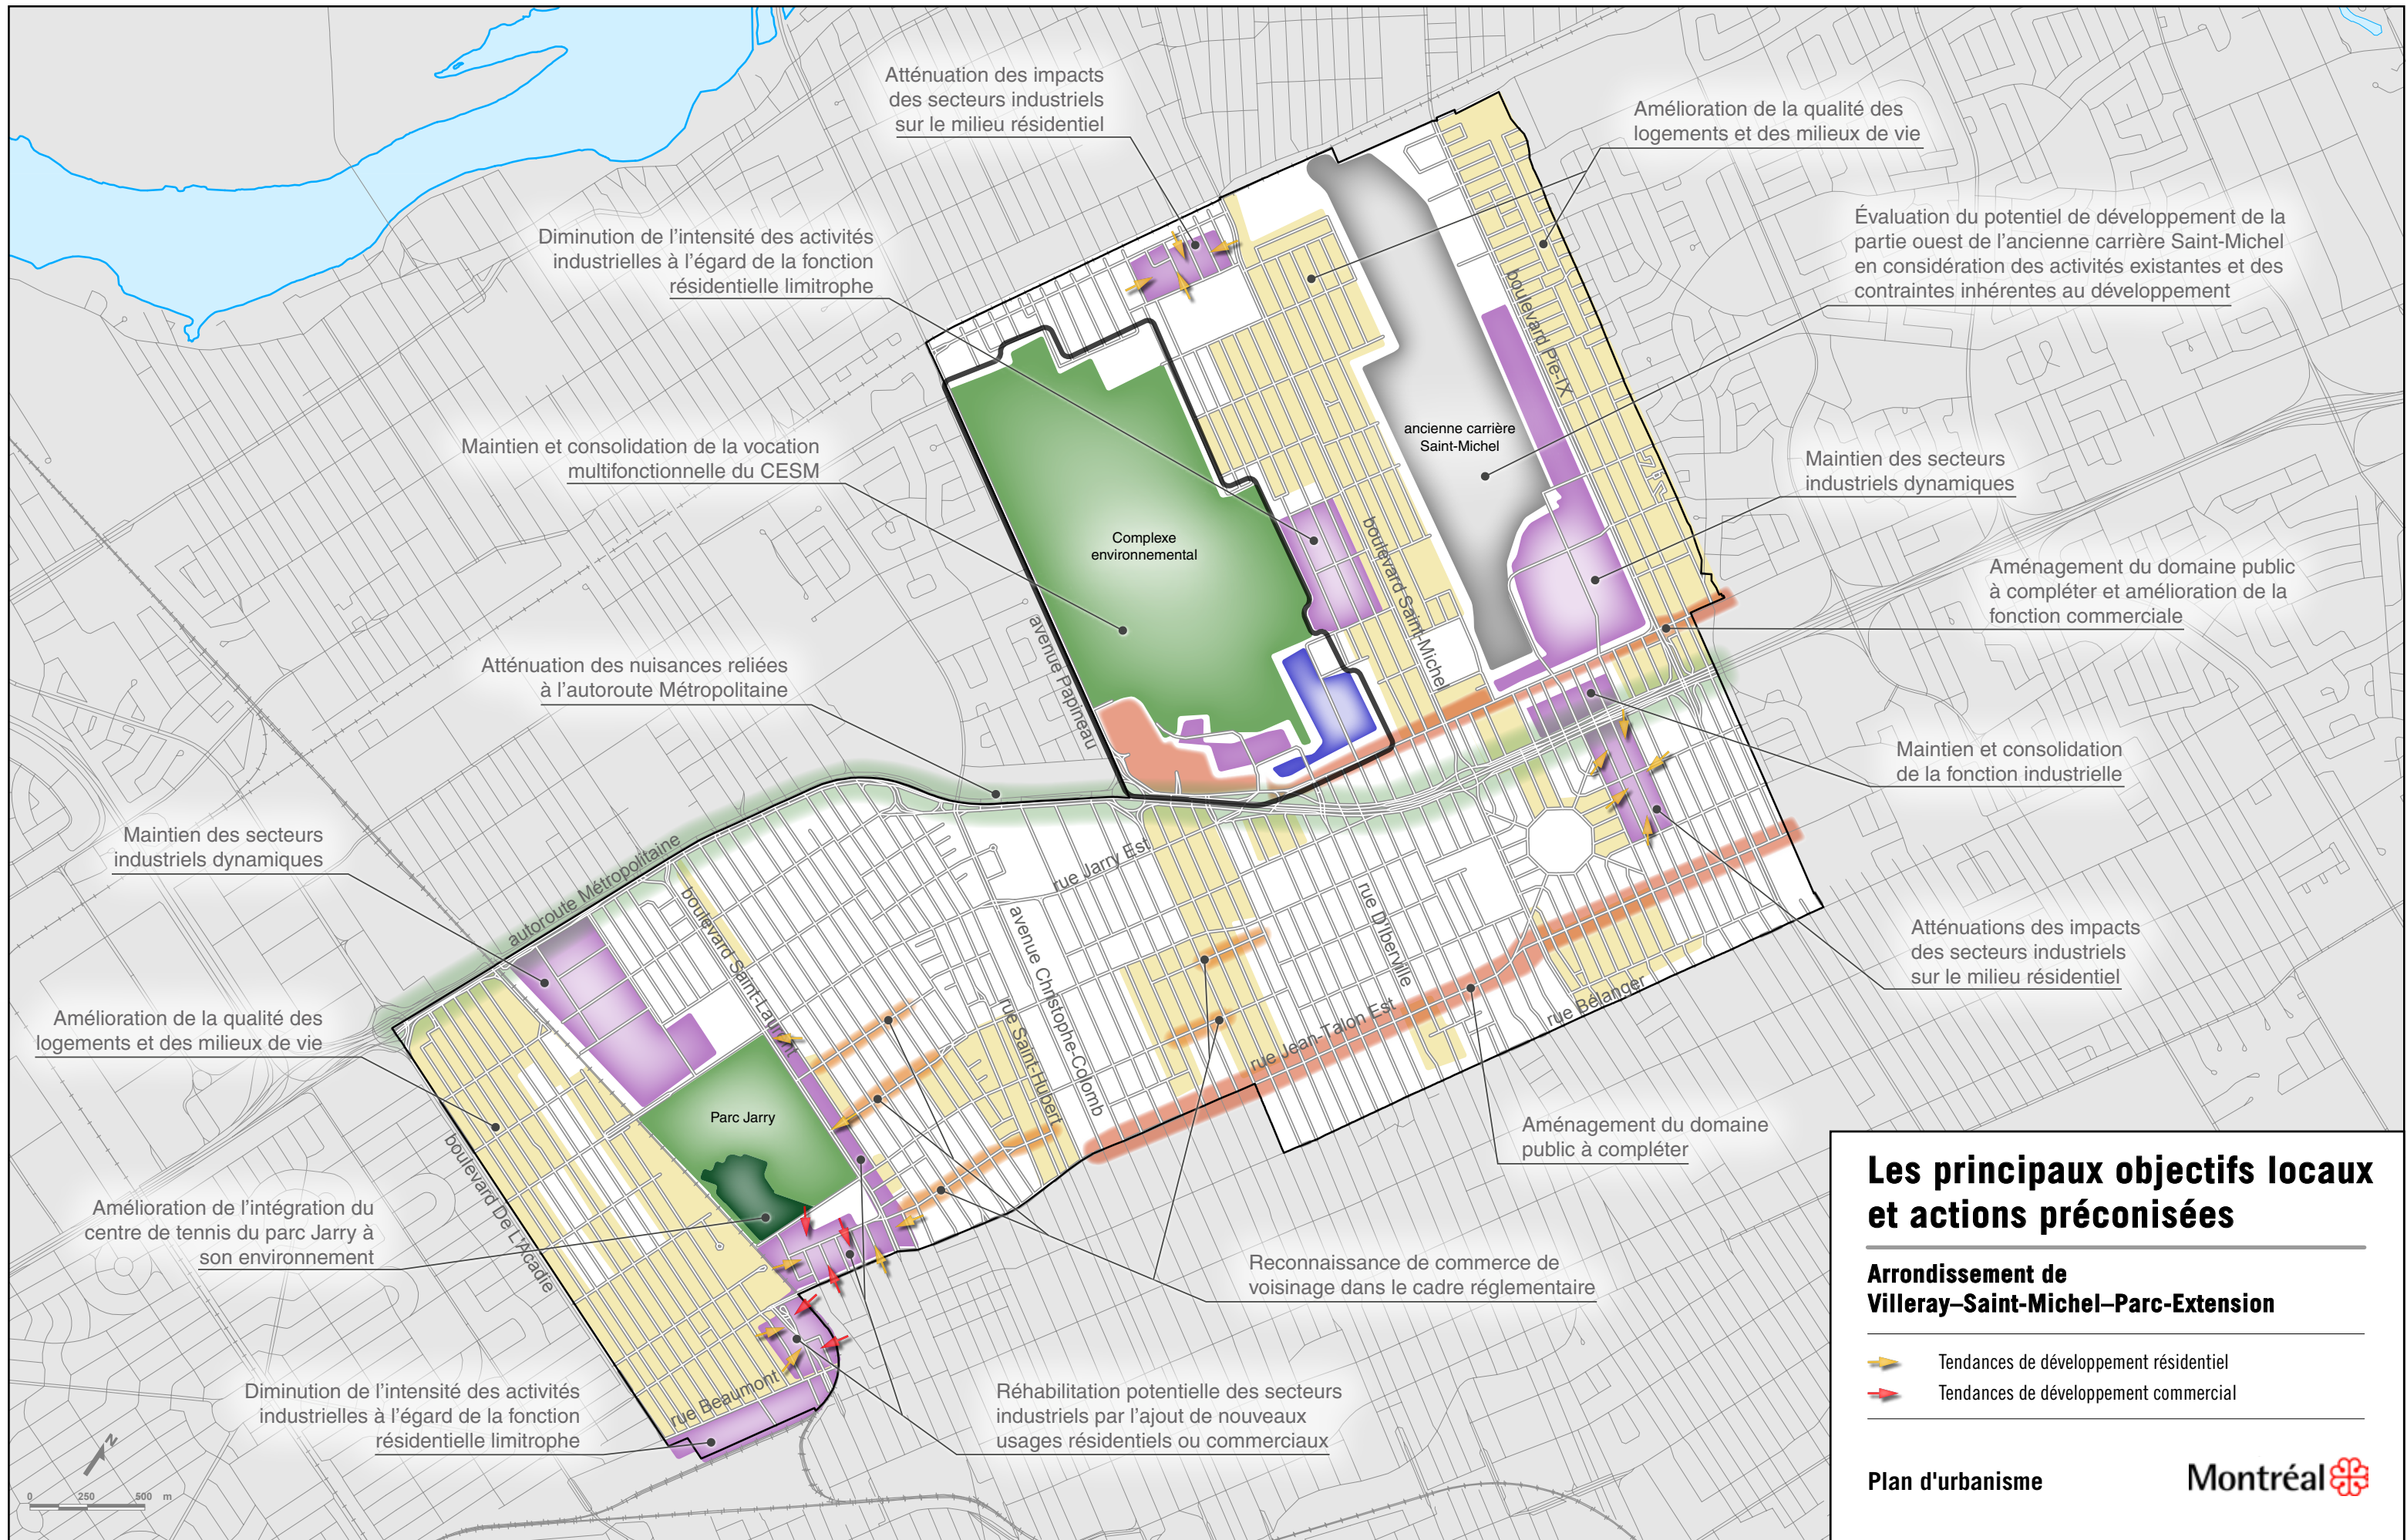 Atténuation des impacts
des secteurs industriels
sur le milieu résidentiel
Amélioration de la qualité des
logements et des milieux de vie
Diminution de l'intensité des activités
industrielles à l'égard de la fonction
résidentielle limitrophe
Évaluation du potentiel de développement de la
partie ouest de l'ancienne carrière Saint-Michel
en considération des activités existantes et des
contraintes inhérentes au développement
boulevard Pie-IX
ancienne carrière
Saint-Michel
Maintien et consolidation de la vocation
multifonctionnelle du CESM
Maintien des secteurs
industriels dynamiques
Complexe
environnemental
boulevard Saint-Michel
Aménagement du domaine public
à compléter et amélioration de la
fonction commerciale
avenue Papineau
Atténuation des nuisances reliées
à l'autoroute Métropolitaine
Maintien et consolidation
de la fonction industrielle
Maintien des secteurs
industriels dynamiques
autoroute Métropolitaine
rue Jarry Est
boulevard Saint-Laurent
avenue Christophe-Colomb
rue D'Iberville
Atténuations des impacts
des secteurs industriels
sur le milieu résidentiel
Amélioration de la qualité des
logements et des milieux de vie
rue Saint-Hubert
rue Jean-Talon Est
rue Bélanger
Parc Jarry
boulevard De L'Acadie
Aménagement du domaine
public à compléter
Amélioration de l'intégration du
centre de tennis du parc Jarry à
son environnement
Reconnaissance de commerce de
voisinage dans le cadre réglementaire
rue Beaumont
Diminution de l'intensité des activités
industrielles à l'égard de la fonction
résidentielle limitrophe
Réhabilitation potentielle des secteurs
industriels par l'ajout de nouveaux
usages résidentiels ou commerciaux
N
0 250 500 m
Les principaux objectifs locaux
et actions préconisées
Arrondissement de
Villeray–Saint-Michel–Parc-Extension
Tendances de développement résidentiel
Tendances de développement commercial
Plan d'urbanisme
Montréal